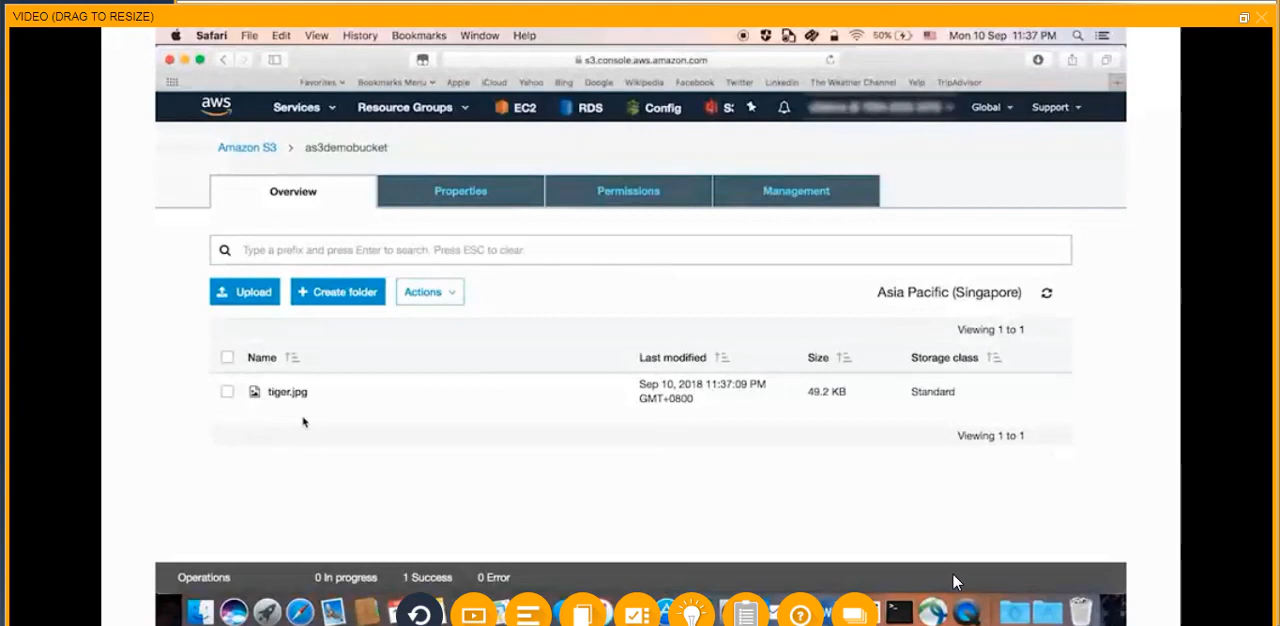 VIDEO (DRAG TO RESIZE)
Safari File Edit View History Bookmarks Window Help 50% Mon 10 Sep 11:37 PM
s3.console.aws.amazon.com
Favorites Bookmarks Menu Apple iCloud Yahoo Bing Google Wikipedia Facebook Twitter LinkedIn The Weather Channel Yelp TripAdvisor
aws Services Resource Groups EC2 RDS Config S: Global Support
Amazon S3 > as3demobucket
Overview Properties Permissions Management
Type a prefix and press Enter to search. Press ESC to clear.
Upload + Create folder Actions Asia Pacific (Singapore)
Viewing 1 to 1
Name Last modified Size Storage class
tiger.jpg Sep 10, 2018 11:37:09 PM 49.2 KB Standard
GMT+0800
Viewing 1 to 1
Operations 0 In progress 1 Success 0 Error